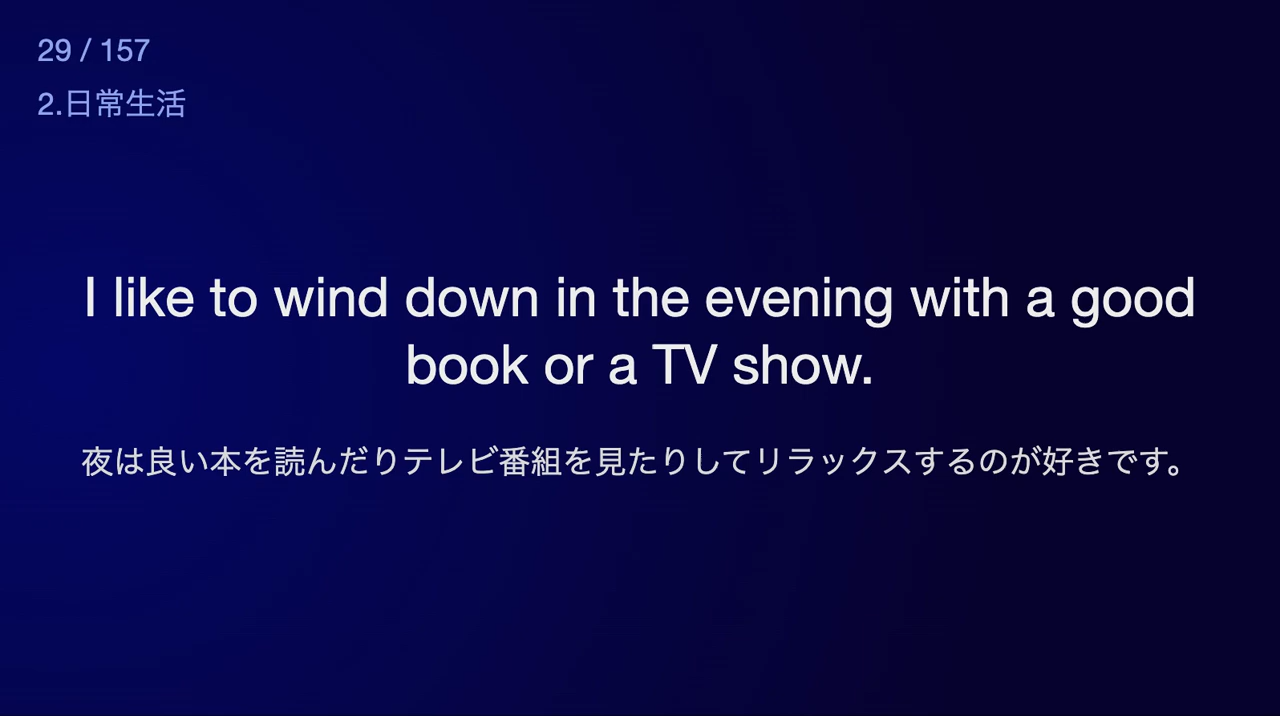 29 / 157
2.日常生活
I like to wind down in the evening with a good
book or a TV show.
夜は良い本を読んだりテレビ番組を見たりしてリラックスするのが好きです。